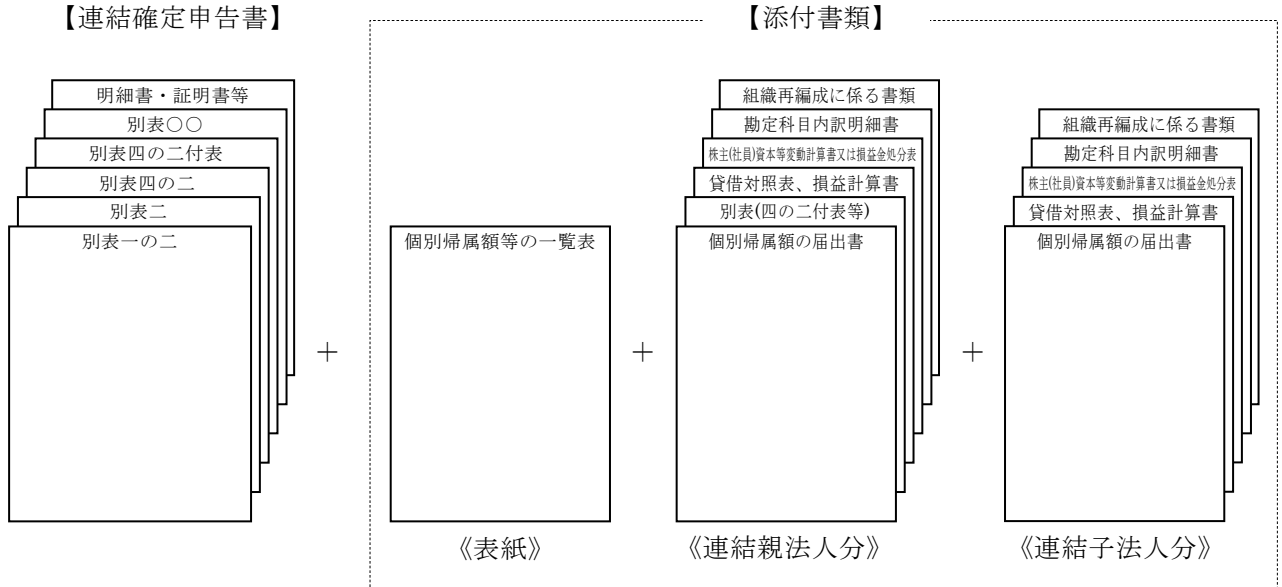 【連結確定申告書】
【添付書類】
明細書・証明書等
別表〇〇
別表四の二付表
別表四の二
別表二
別表一の二
＋
個別帰属額等の一覧表
《表紙》
＋
組織再編成に係る書類
勘定科目内訳明細書
株主(社員)資本等変動計算書又は損益金処分表
貸借対照表、損益計算書
別表(四の二付表等)
個別帰属額の届出書
《連結親法人分》
＋
組織再編成に係る書類
勘定科目内訳明細書
株主(社員)資本等変動計算書又は損益金処分表
貸借対照表、損益計算書
個別帰属額の届出書
《連結子法人分》